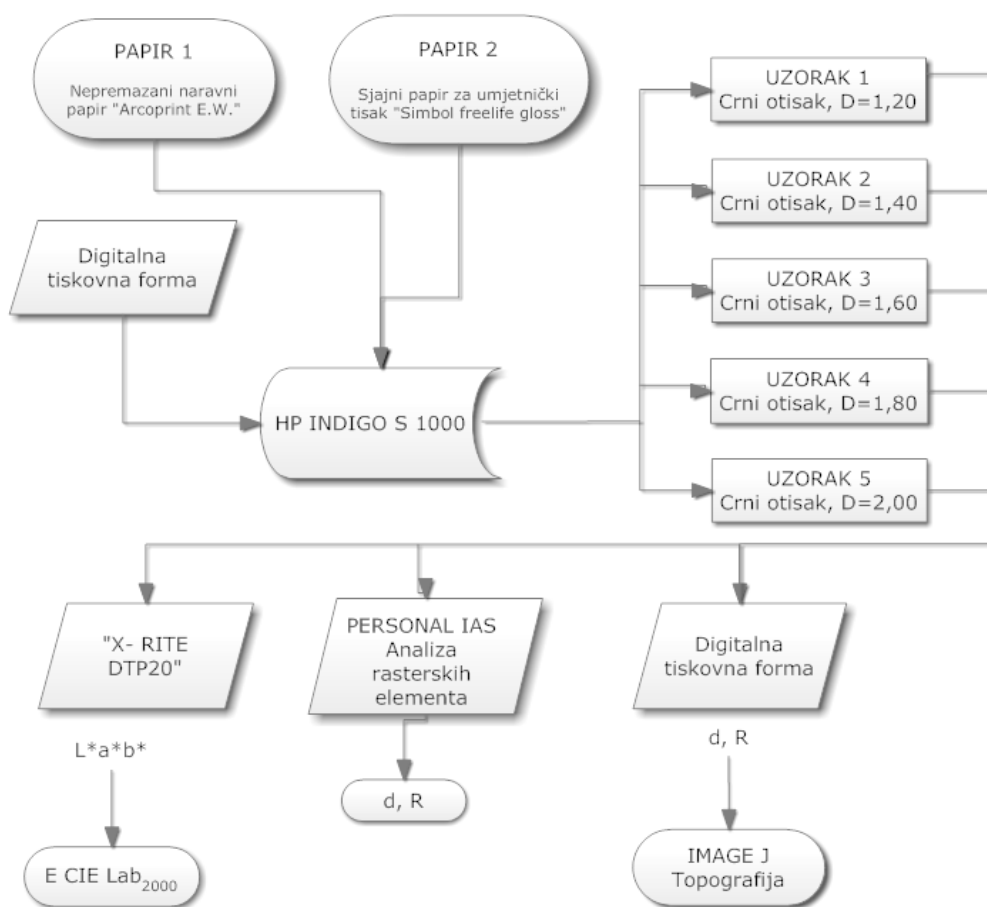 PAPIR 1
Nepremazani naravni
papir "Arcoprint E.W."
PAPIR 2
Sjajni papir za umjetnički
tisak "Simbol freelife gloss"
Digitalna
tiskovna forma
HP INDIGO S 1000
UZORAK 1
Crni otisak, D=1,20
UZORAK 2
Crni otisak, D=1,40
UZORAK 3
Crni otisak, D=1,60
UZORAK 4
Crni otisak, D=1,80
UZORAK 5
Crni otisak, D=2,00
"X- RITE
DTP20"
L*a*b*
E CIE Lab2000
PERSONAL IAS
Analiza
rasterskih
elementa
d, R
Digitalna
tiskovna forma
d, R
IMAGE J
Topografija